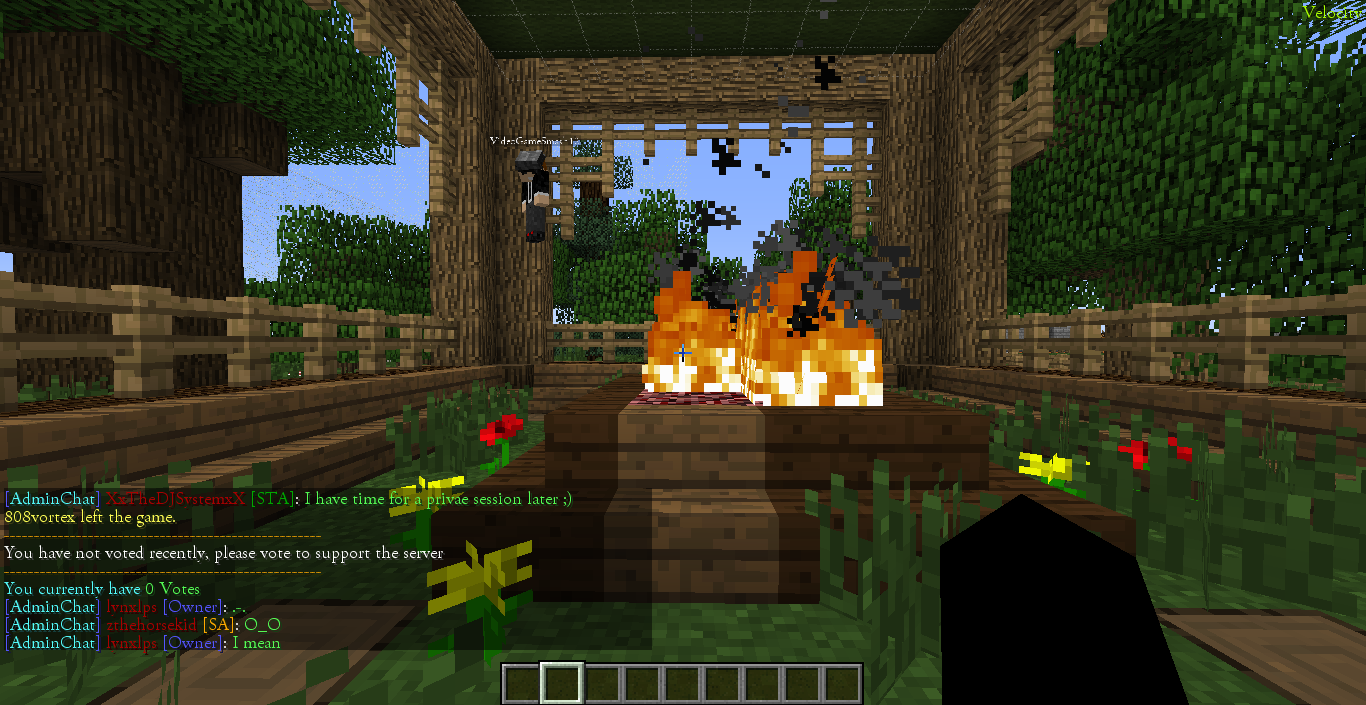 Velocity
[AdminChat] XxTheDJSystemxX [STA]: I have time for a privae session later ;)
808vortex left the game.
You have not voted recently, please vote to support the server
You currently have 0 Votes
[AdminChat] lynxlps [Owner]: .-.
[AdminChat] zthehorsekid [SA]: O_O
[AdminChat] lynxlps [Owner]: I mean